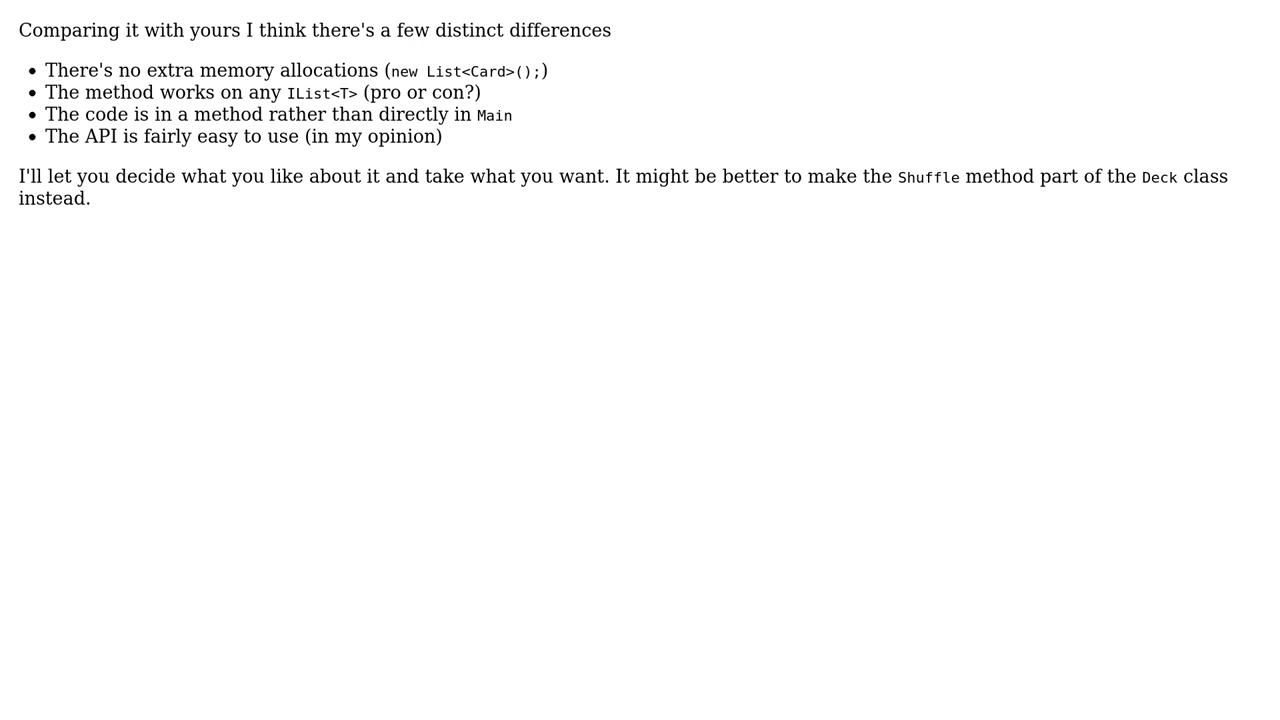 Comparing it with yours I think there's a few distinct differences
• There's no extra memory allocations (new List<Card>();)
• The method works on any IList<T> (pro or con?)
• The code is in a method rather than directly in Main
• The API is fairly easy to use (in my opinion)
I'll let you decide what you like about it and take what you want. It might be better to make the Shuffle method part of the Deck class
instead.